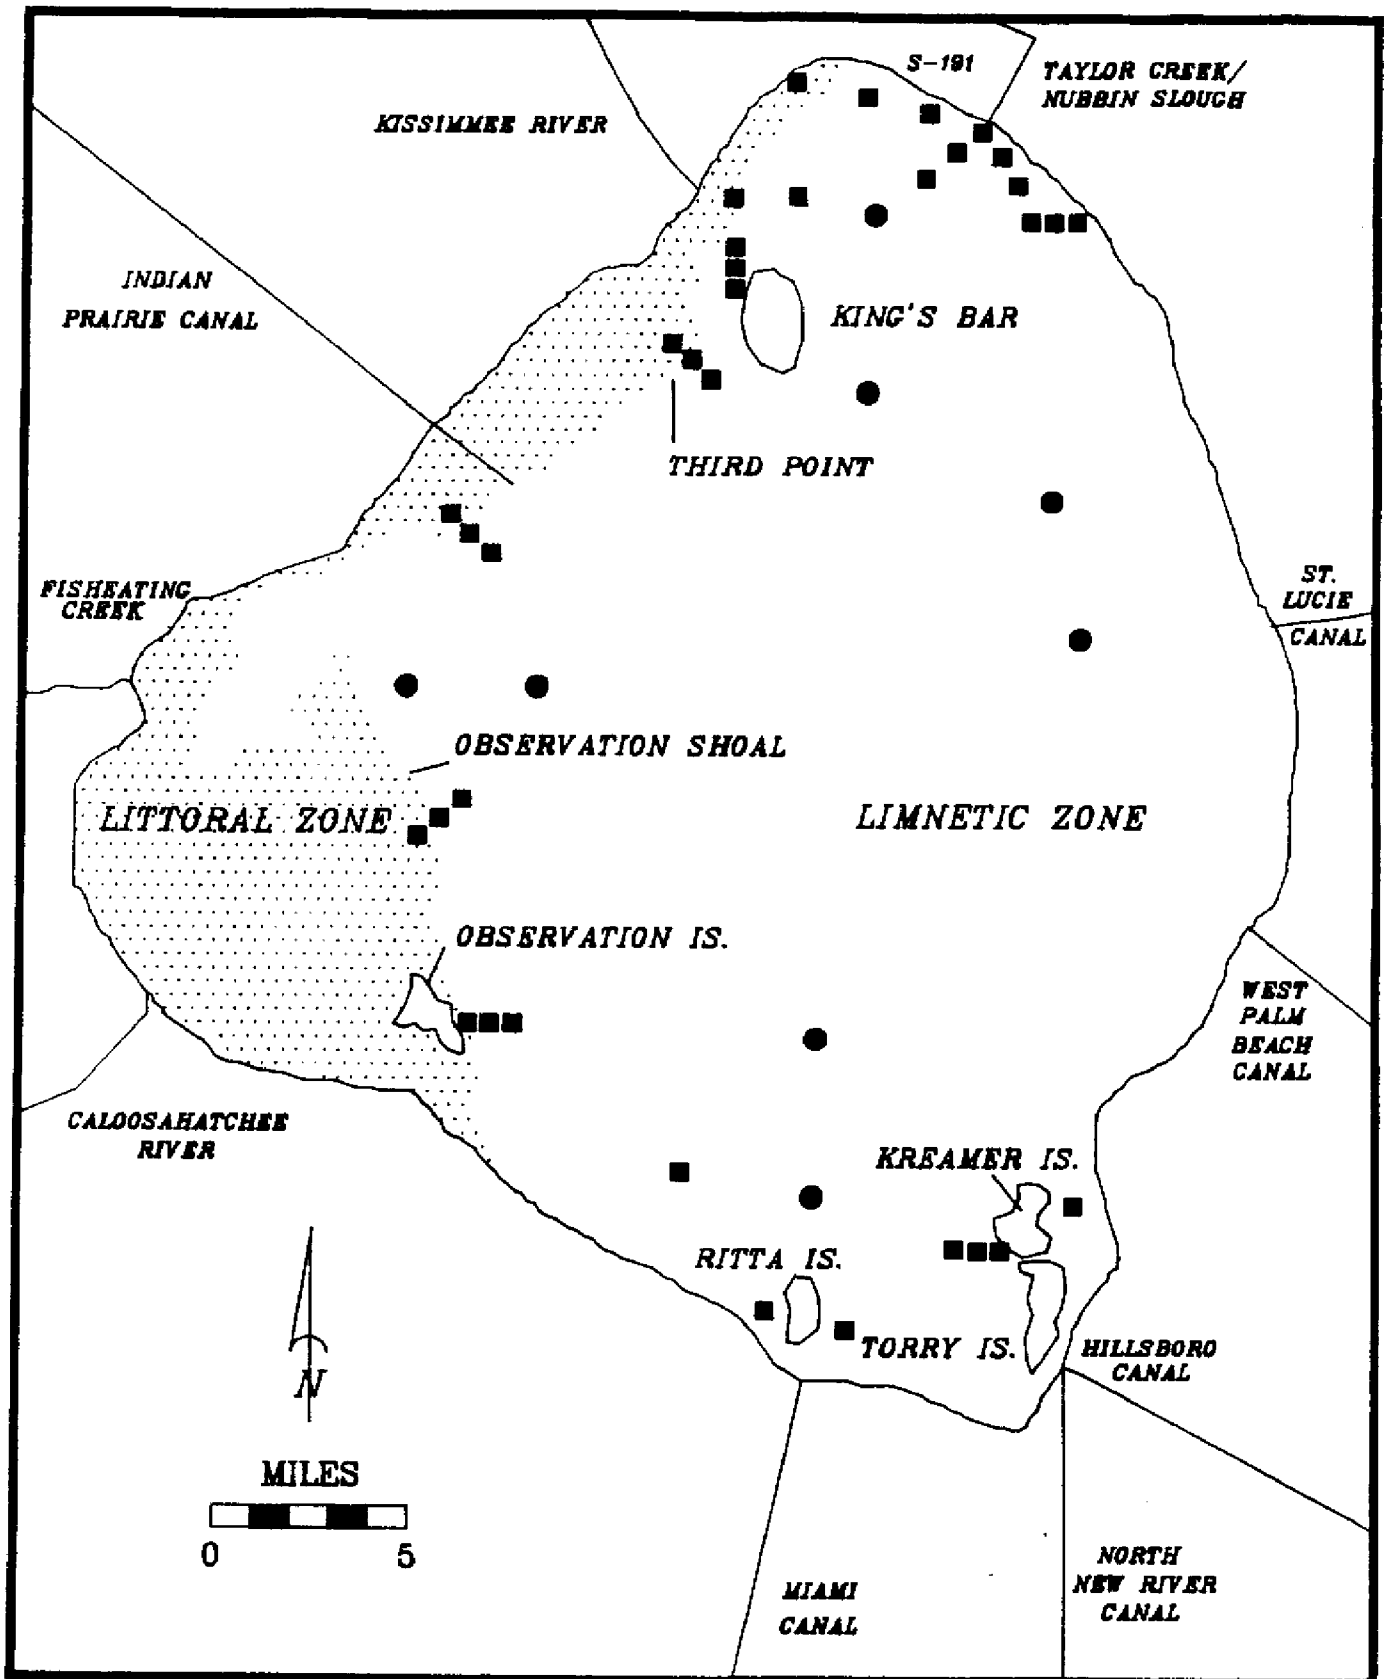 S-191
TAYLOR CREEK/
NUBBIN SLOUGH
KISSIMMEE RIVER
INDIAN
PRAIRIE CANAL
KING'S BAR
THIRD POINT
FISHEATING
CREEK
ST.
LUCIE
CANAL
OBSERVATION SHOAL
LITTORAL ZONE
LIMNETIC ZONE
OBSERVATION IS.
WEST
PALM
BEACH
CANAL
CALOOSAHATCHEE
RIVER
KREAMER IS.
RITTA IS.
TORRY IS.
HILLSBORO
CANAL
N
MILES
0 5
MIAMI
CANAL
NORTH
NEW RIVER
CANAL